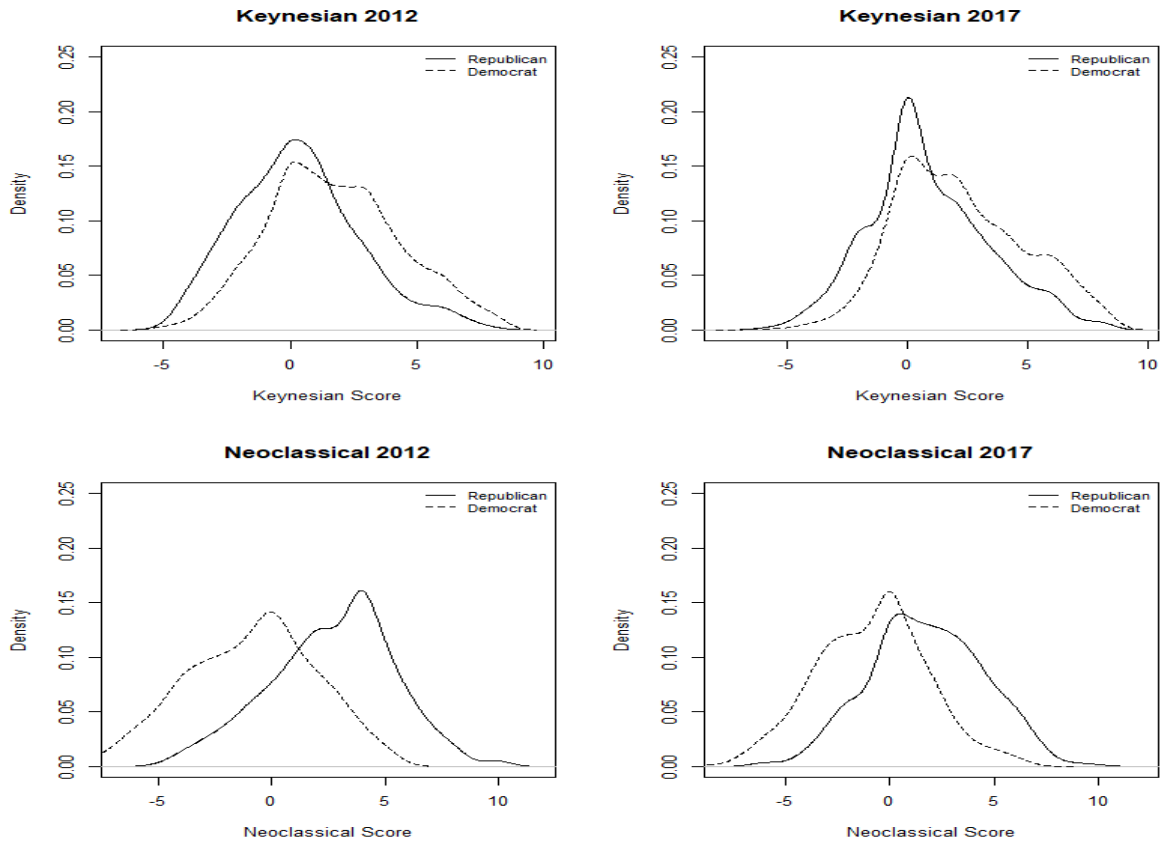 Keynesian 2012
Republican
Democrat
Density
0.00
0.05
0.10
0.15
0.20
0.25
-5
0
5
10
Keynesian Score
Keynesian 2017
Republican
Democrat
Density
0.00
0.05
0.10
0.15
0.20
0.25
-5
0
5
10
Keynesian Score
Neoclassical 2012
Republican
Democrat
Density
0.00
0.05
0.10
0.15
0.20
0.25
-5
0
5
10
Neoclassical Score
Neoclassical 2017
Republican
Democrat
Density
0.00
0.05
0.10
0.15
0.20
0.25
-5
0
5
10
Neoclassical Score